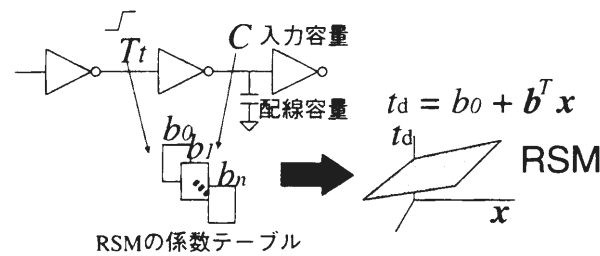 Tt
C 入力容量
配線容量
b0
b1
bn
RSMの係数テーブル
td = b0 + b^T x
td
RSM
x